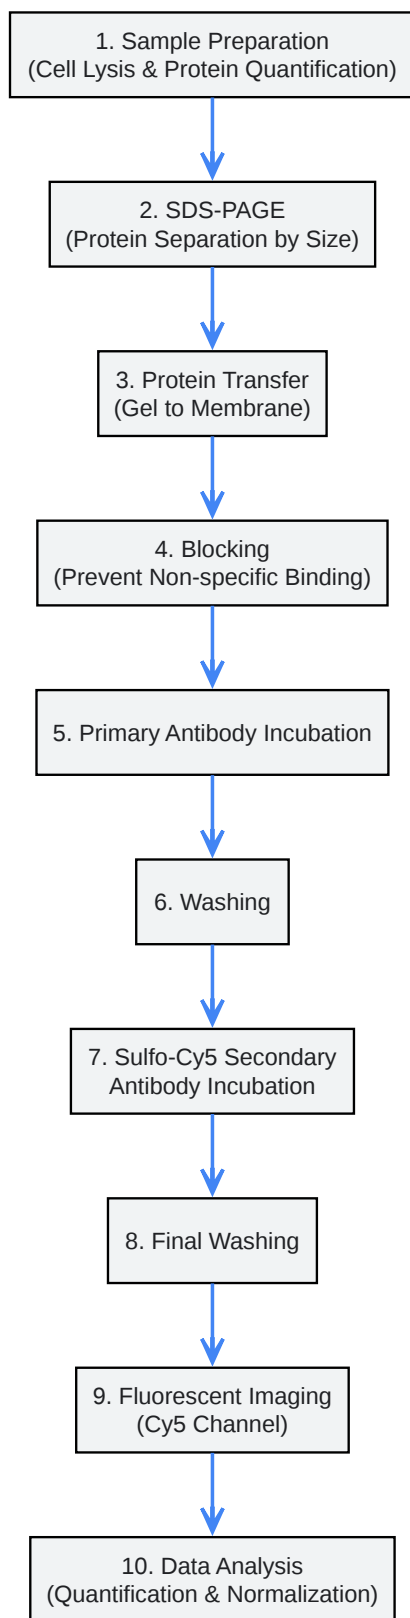 1. Sample Preparation
(Cell Lysis & Protein Quantification)
2. SDS-PAGE
(Protein Separation by Size)
3. Protein Transfer
(Gel to Membrane)
4. Blocking
(Prevent Non-specific Binding)
5. Primary Antibody Incubation
6. Washing
7. Sulfo-Cy5 Secondary
Antibody Incubation
8. Final Washing
9. Fluorescent Imaging
(Cy5 Channel)
10. Data Analysis
(Quantification & Normalization)